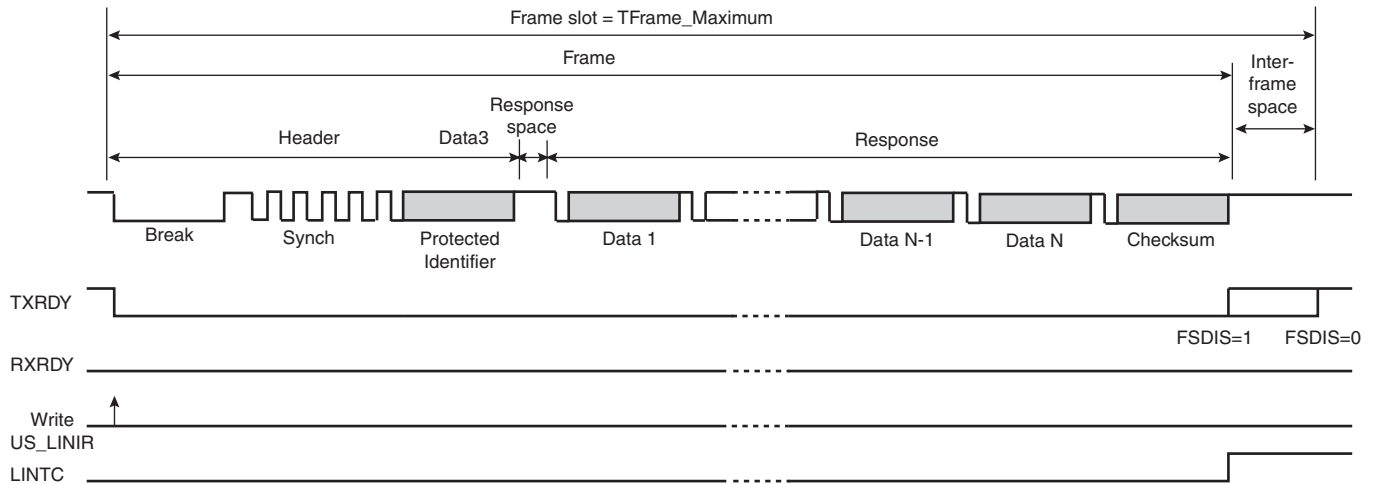 Frame slot = TFrame_Maximum
Frame
Inter-
frame
space
Response
space
Header
Data3
Response
Break
Synch
Protected
Identifier
Data 1
Data N-1
Data N
Checksum
TXRDY
FSDIS=1
FSDIS=0
RXRDY
Write
US_LINIR
LINTC